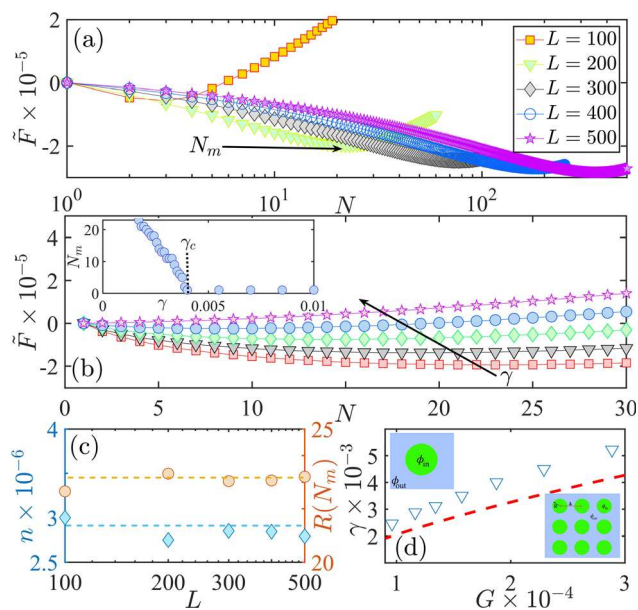 (a)
F̃ × 10⁻⁵
2
0
-2
N_m
L = 100
L = 200
L = 300
L = 400
L = 500
10⁰
10¹
10²
N
(b)
F̃ × 10⁻⁵
4
2
0
-2
N_m
20
10
0
0
γ
0.005
0.01
γ_c
γ
0
5
10
15
20
25
30
N
(c)
n × 10⁻⁶
4
3.5
3
2.5
R(N_m)
25
20
100
200
300
400
500
L
(d)
γ × 10⁻³
5
4
3
2
ϕ_in
ϕ_out
1
2
3
G × 10⁻⁴